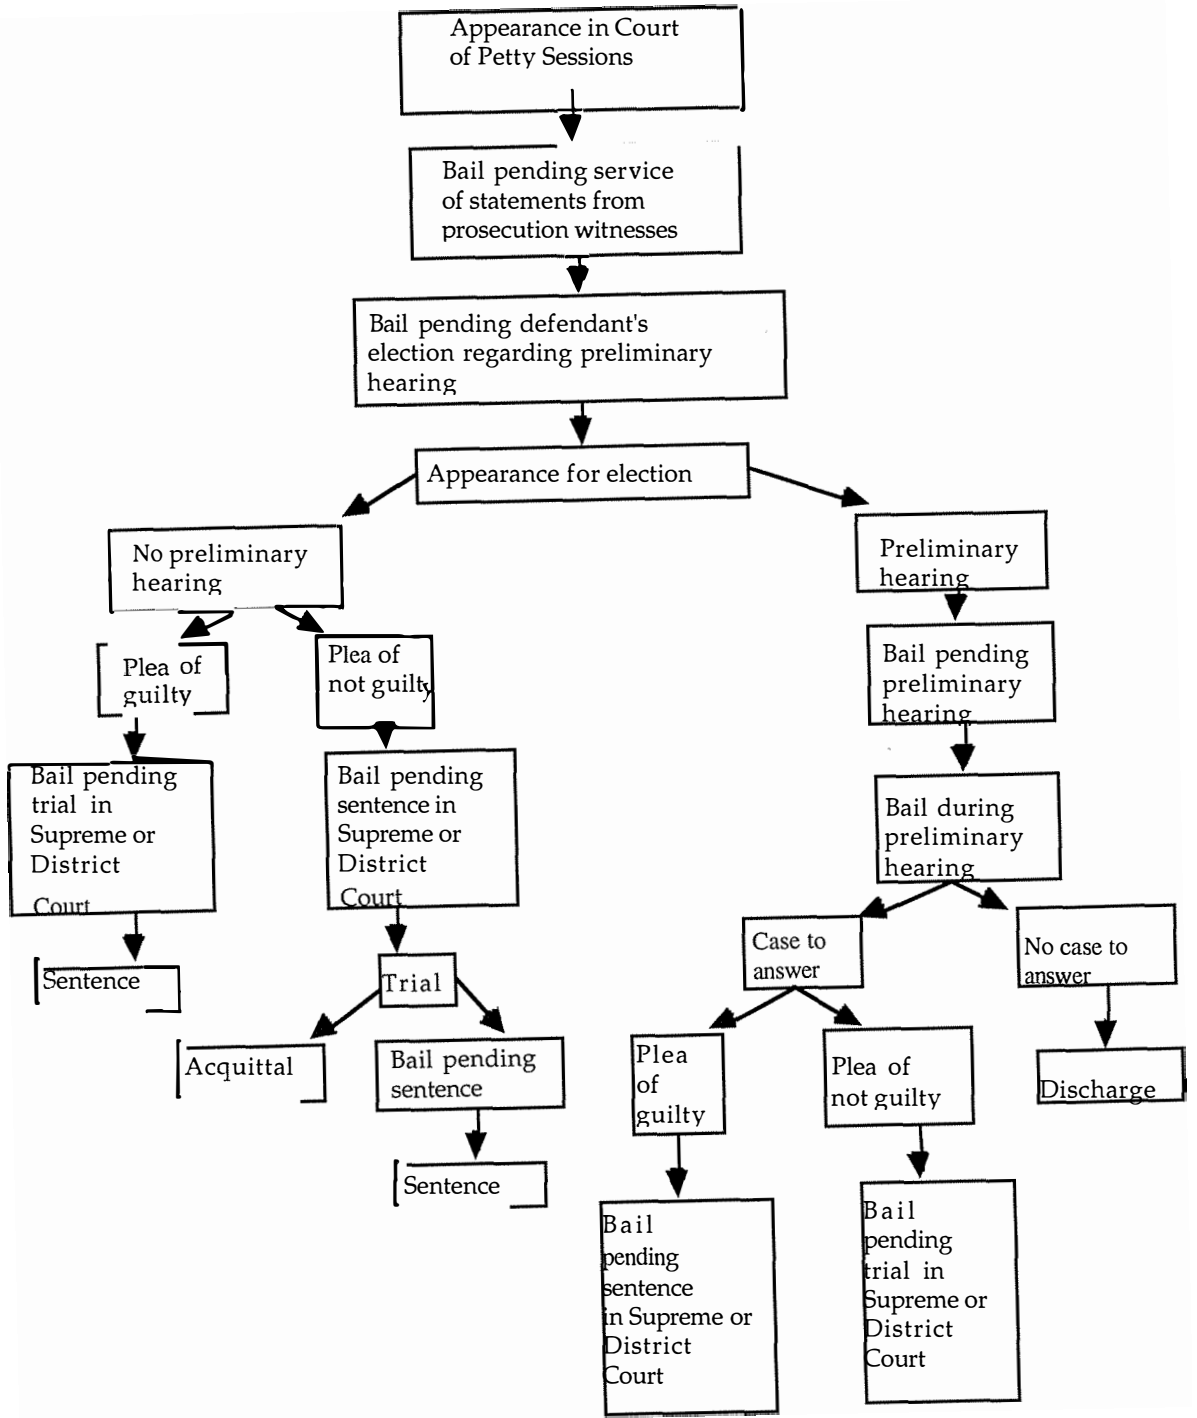 Appearance in Court
of Petty Sessions
Bail pending service
of statements from
prosecution witnesses
Bail pending defendant's
election regarding preliminary
hearing
Appearance for election
No preliminary
hearing
Preliminary
hearing
Plea of
guilty
Plea of
not guilty
Bail pending
preliminary
hearing
Bail pending
trial in
Supreme or
District
Court
Bail pending
sentence in
Supreme or
District
Court
Bail during
preliminary
hearing
Case to
answer
No case to
answer
Sentence
Trial
Acquittal
Bail pending
sentence
Plea
of
guilty
Plea of
not guilty
Discharge
Sentence
Bail
pending
sentence
in Supreme or
District
Court
Bail
pending
trial in
Supreme or
District
Court